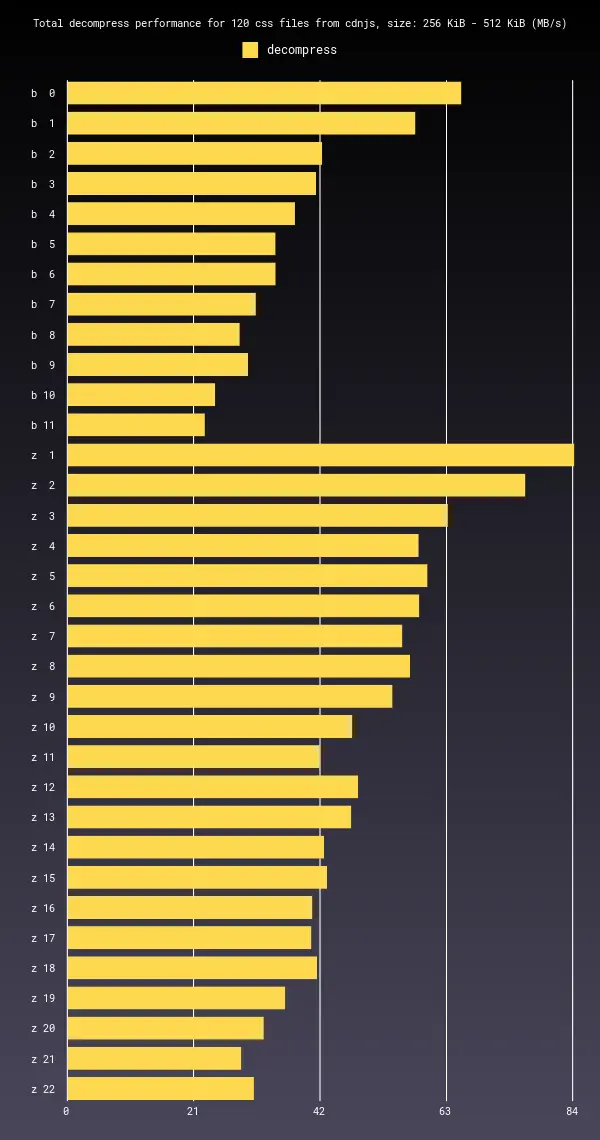 Total decompress performance for 120 css files from cdnjs, size: 256 KiB - 512 KiB (MB/s)
decompress
b 0
b 1
b 2
b 3
b 4
b 5
b 6
b 7
b 8
b 9
b 10
b 11
z 1
z 2
z 3
z 4
z 5
z 6
z 7
z 8
z 9
z 10
z 11
z 12
z 13
z 14
z 15
z 16
z 17
z 18
z 19
z 20
z 21
z 22
0 21 42 63 84